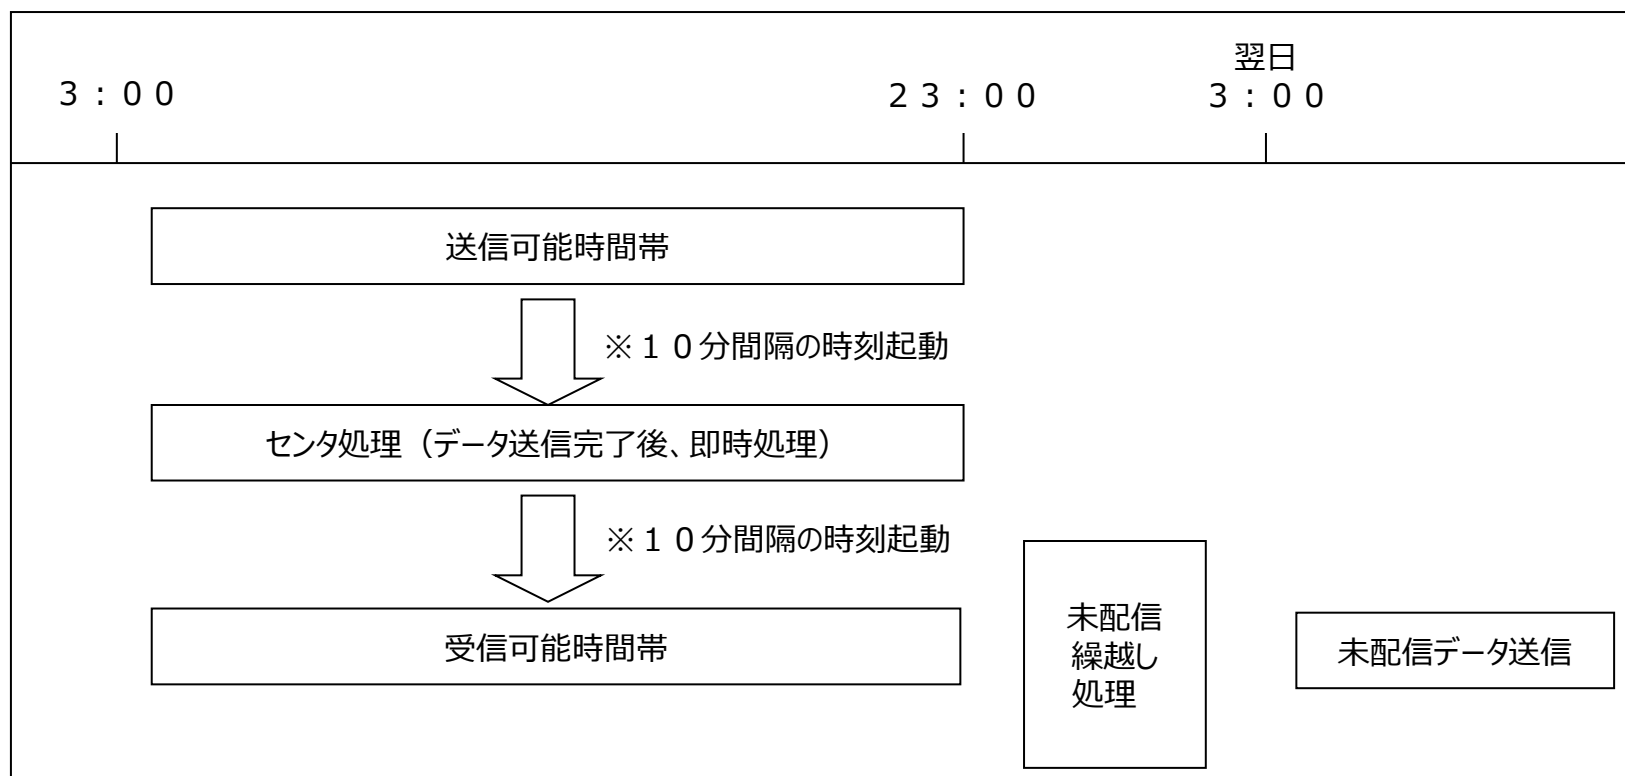 翌日
３：００
２３：００
３：００
送信可能時間帯
※１０分間隔の時刻起動
センタ処理（データ送信完了後、即時処理）
※１０分間隔の時刻起動
受信可能時間帯
未配信
繰越し
処理
未配信データ送信